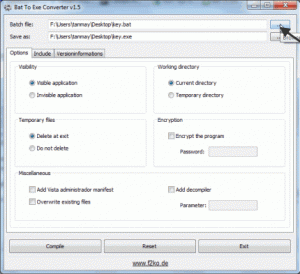 Bat To Exe Converter v1.5
Batch file: f:\Users\tanmay\Desktop\key.bat
Save as: f:\Users\tanmay\Desktop\key.exe
Options Include Versioninformations
Visibility Working directory
Visible application Current directory
Invisible application Temporary directory
Temporary files Encryption
Delete at exit Encrypt the program
Do not delete Password:
Miscellaneous
Add Vista administrador manifest Add decompiler
Overwrite existing files Parameter:
Compile Reset Exit
www.f2ko.de